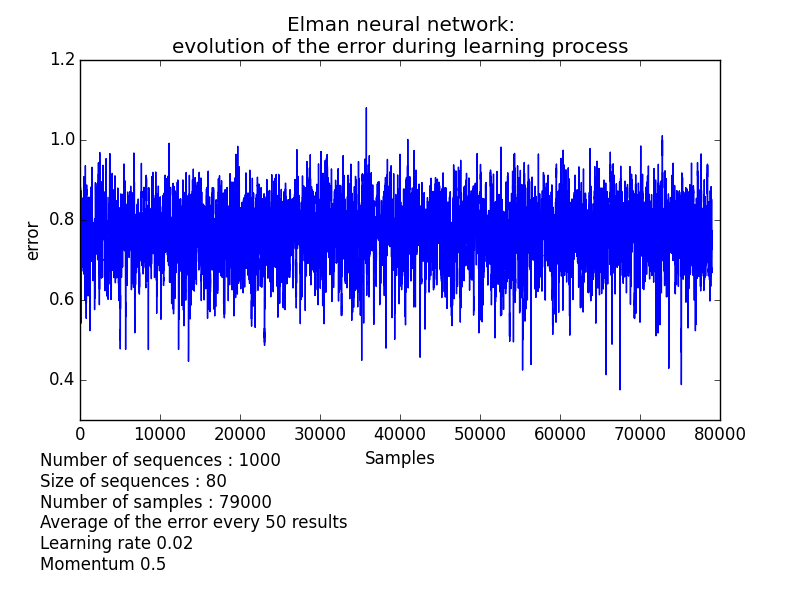 Elman neural network:
evolution of the error during learning process
1.2
1.0
0.8
0.6
0.4
error
0 10000 20000 30000 40000 50000 60000 70000 80000
Samples
Number of sequences : 1000
Size of sequences : 80
Number of samples : 79000
Average of the error every 50 results
Learning rate 0.02
Momentum 0.5